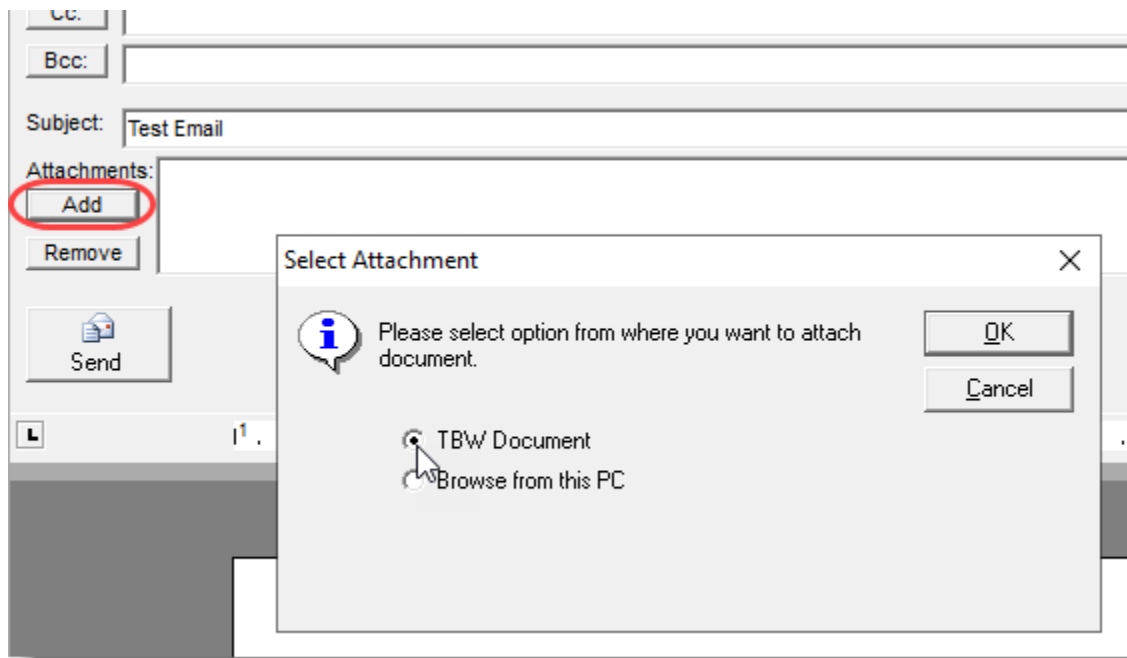 Cc:
Bcc:
Subject: Test Email
Attachments:
Add
Remove
Select Attachment
Please select option from where you want to attach
document.
OK
Cancel
Send
TBW Document
Browse from this PC
L
1 .
.